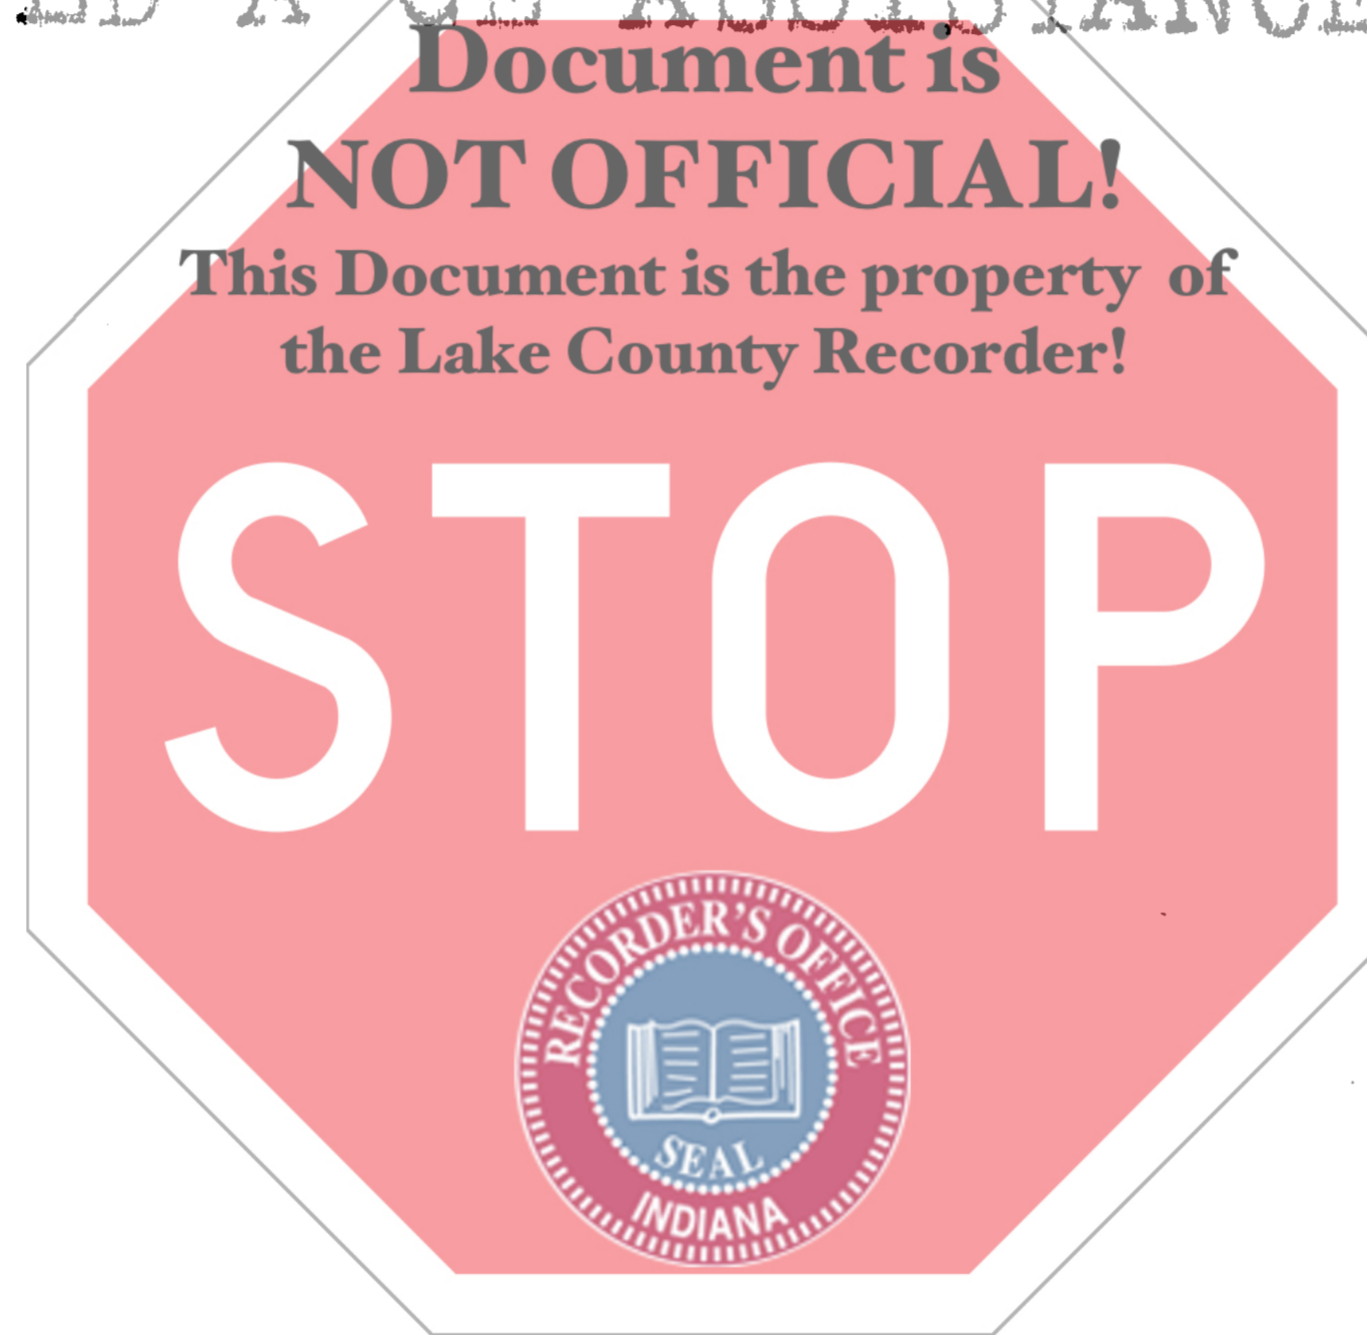 Document is
NOT OFFICIAL!
This Document is the property of
the Lake County Recorder!
STOP
RECORDER'S OFFICE
SEAL
INDIANA